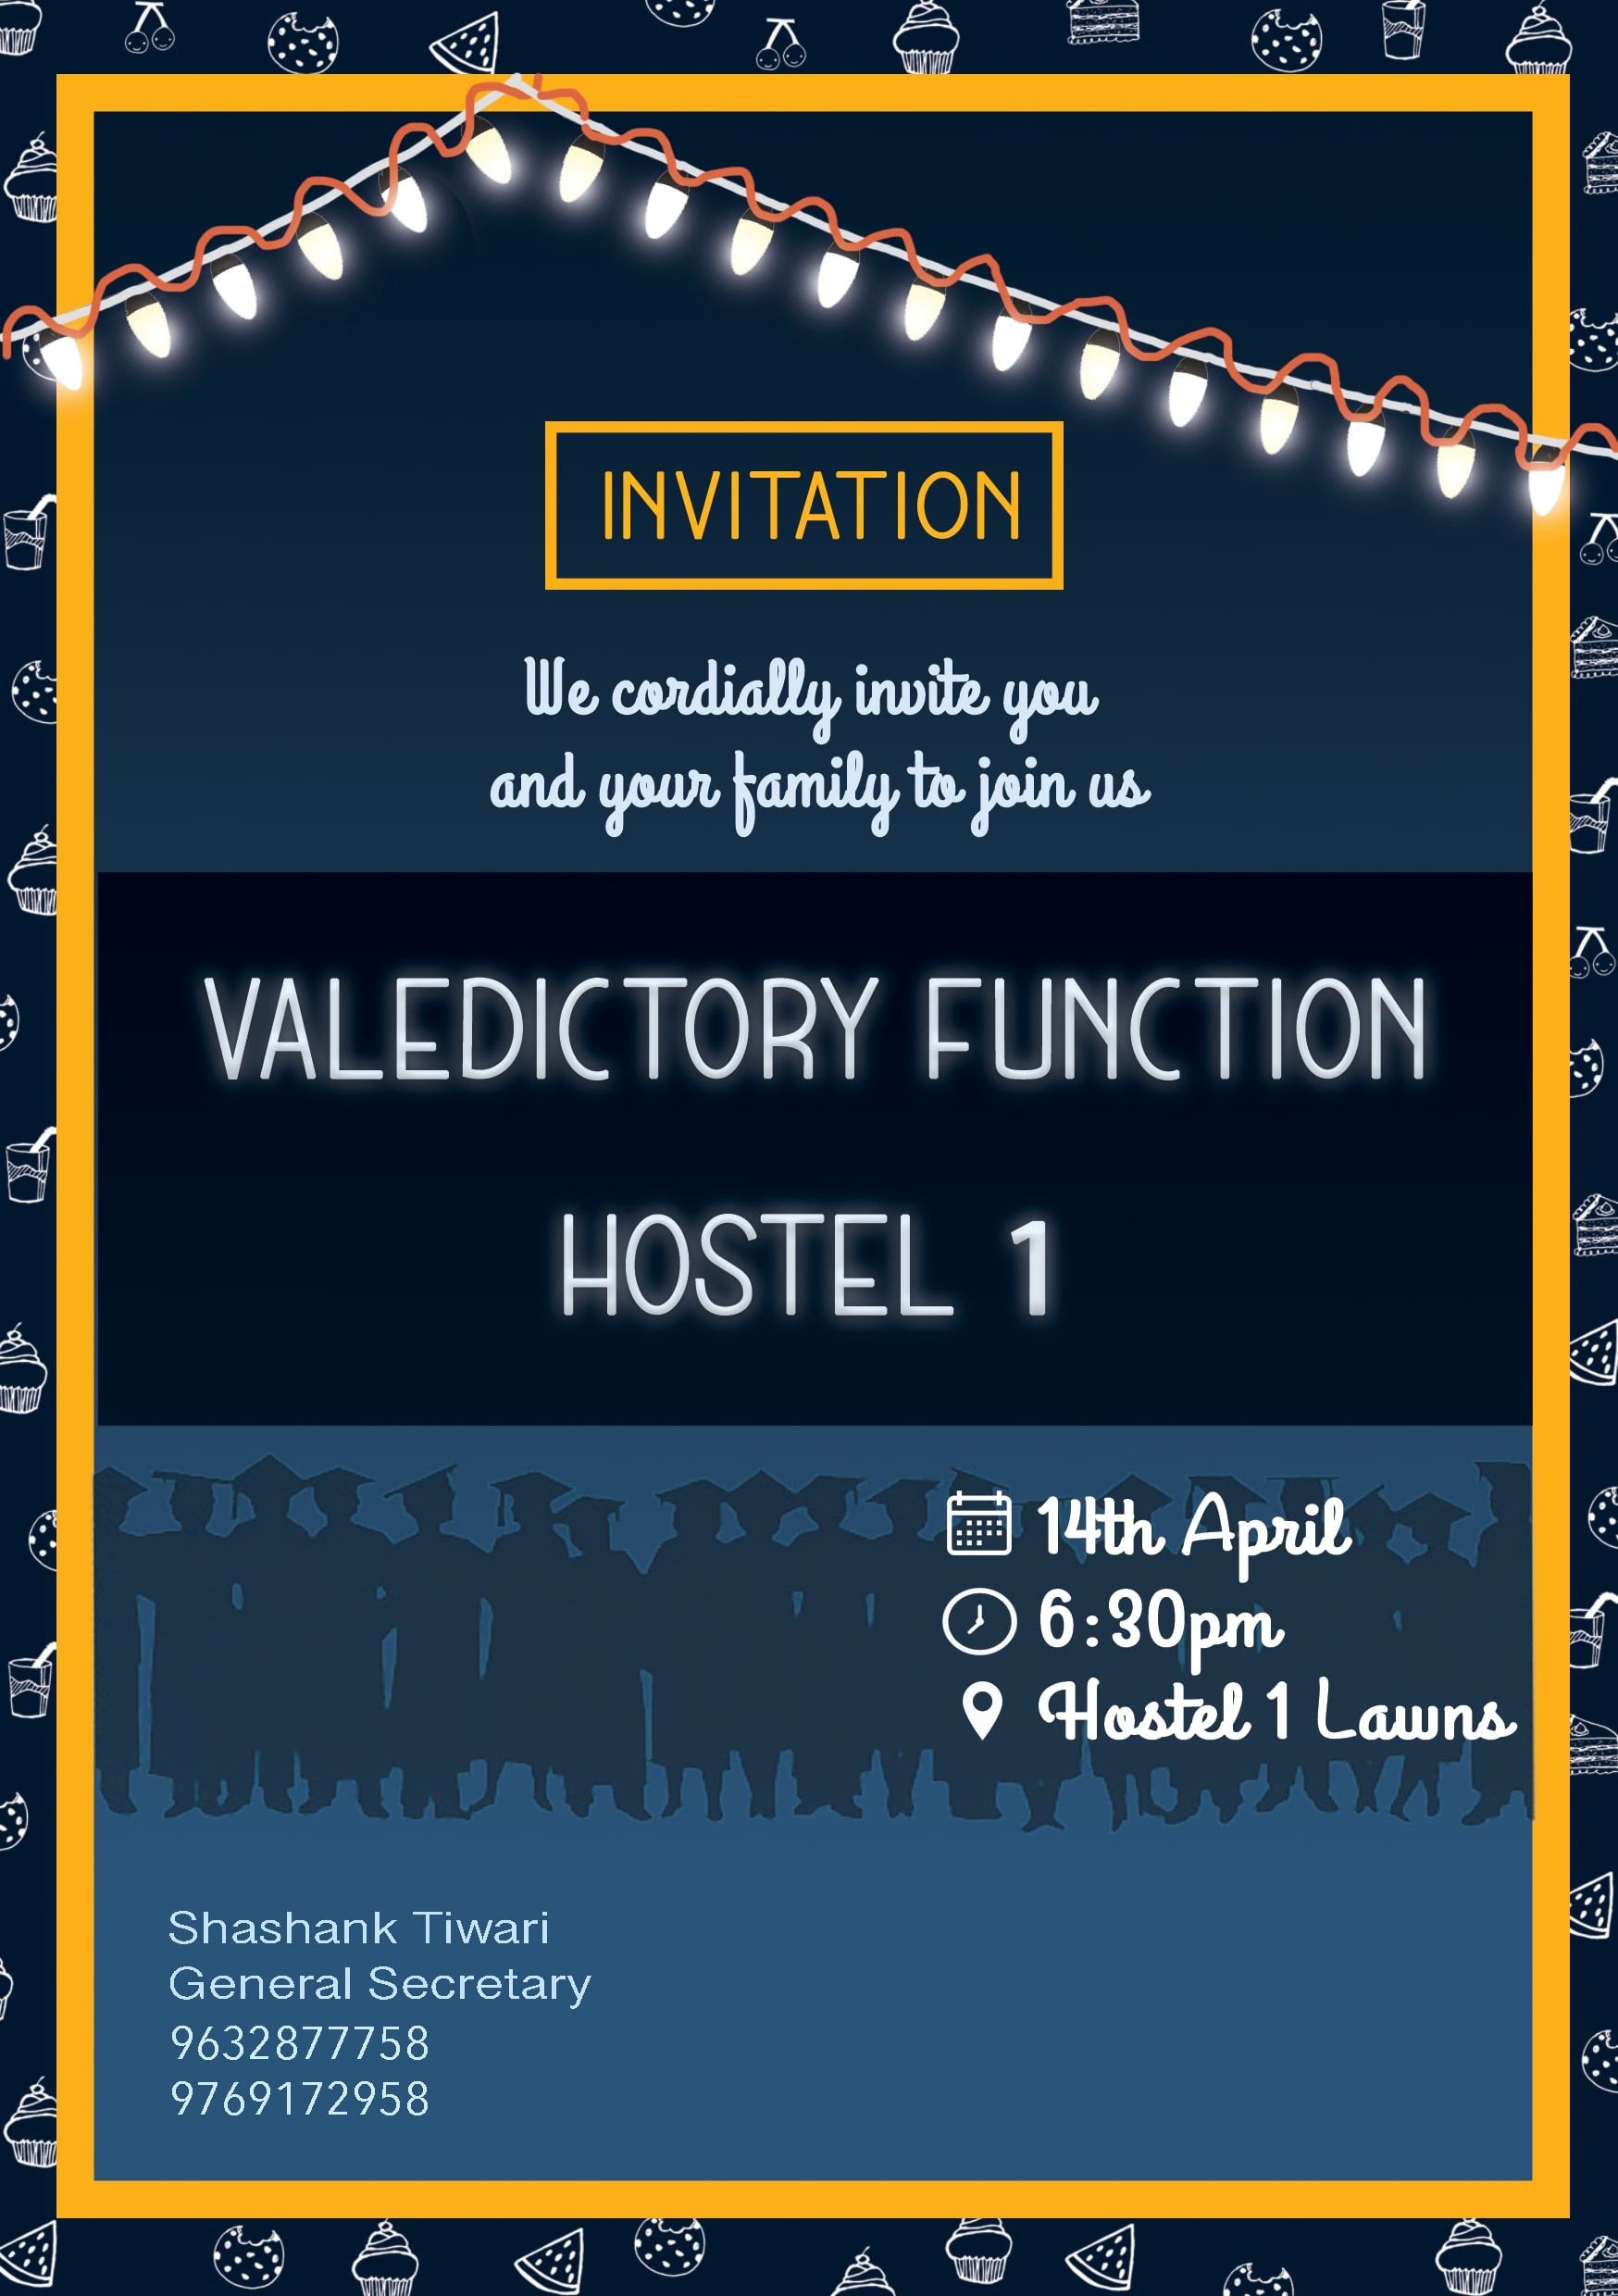 INVITATION
We cordially invite you
and your family to join us
VALEDICTORY FUNCTION
HOSTEL 1
14th April
6:30pm
Hostel 1 Lawns
Shashank Tiwari
General Secretary
9632877758
9769172958